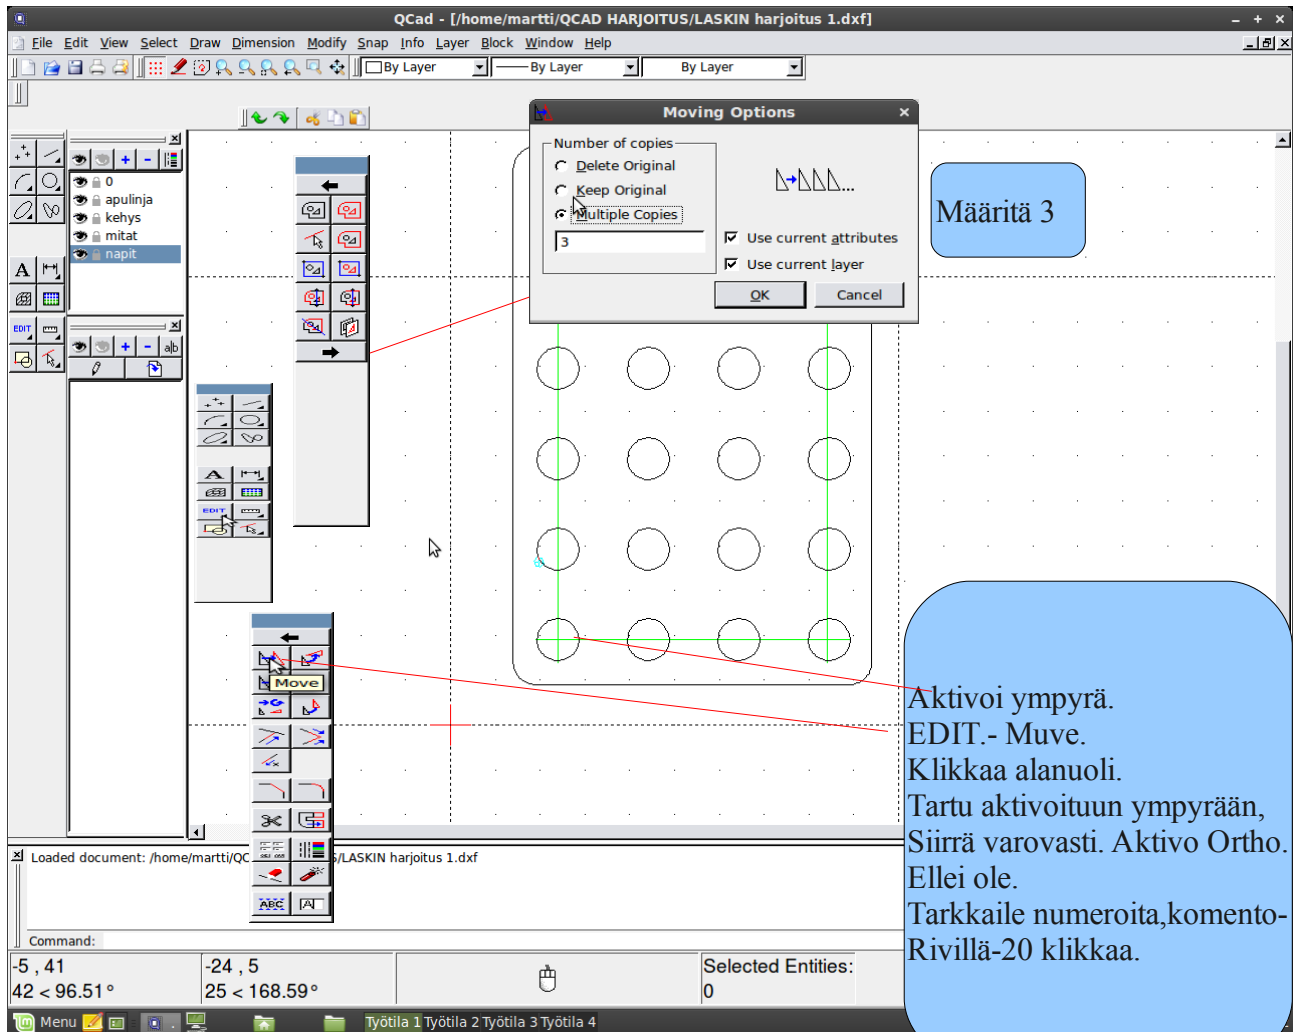 QCad - [/home/martti/QCAD HARJOITUS/LASKIN harjoitus 1.dxf]
File Edit View Select Draw Dimension Modify Snap Info Layer Block Window Help
By Layer By Layer By Layer
Moving Options
Number of copies
Delete Original
Keep Original
Multiple Copies
3
Use current attributes
Use current layer
OK Cancel
Määritä 3
0
apulinja
kehys
mitat
napit
A
EDIT
a|b
A
EDIT
Move
ABC A
Aktivoi ympyrä.
EDIT.- Muve.
Klikkaa alanuoli.
Tartu aktivoituun ympyrään,
Siirrä varovasti. Aktivo Ortho.
Ellei ole.
Tarkkaile numeroita,komento-
Rivillä-20 klikkaa.
Loaded document: /home/martti/QC /LASKIN harjoitus 1.dxf
Command:
-5 , 41 -24 , 5 Selected Entities:
42 < 96.51° 25 < 168.59° 0
Menu Työtila 1 Työtila 2 Työtila 3 Työtila 4